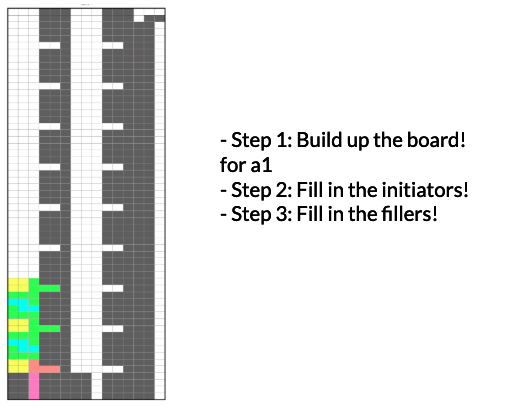 - Step 1: Build up the board!
for a1
- Step 2: Fill in the initiators!
- Step 3: Fill in the fillers!